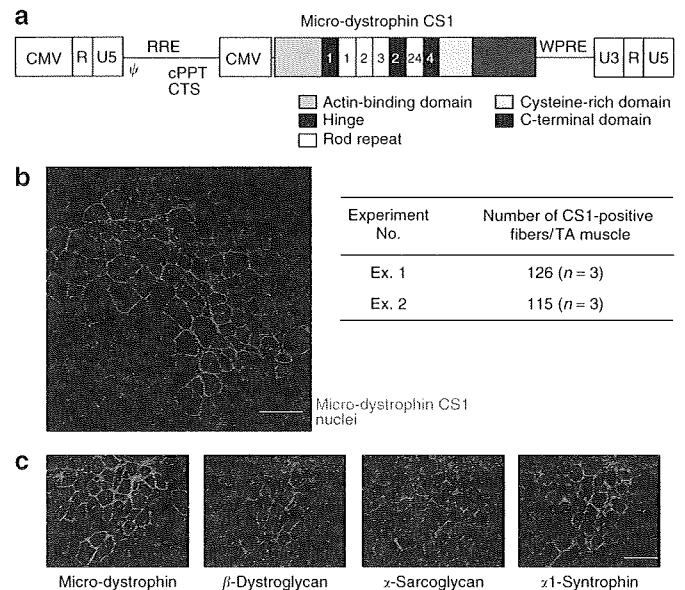 a
Micro-dystrophin CS1
CMV R U5 RRE CMV 1 1 2 3 2 24 4 WPRE U3 R U5
ψ cPPT
CTS
Actin-binding domain Cysteine-rich domain
Hinge C-terminal domain
Rod repeat
b
Experiment No. Number of CS1-positive fibers/TA muscle
Ex. 1 126 (n = 3)
Ex. 2 115 (n = 3)
Micro-dystrophin CS1
nuclei
c
Micro-dystrophin β-Dystroglycan α-Sarcoglycan α1-Syntrophin